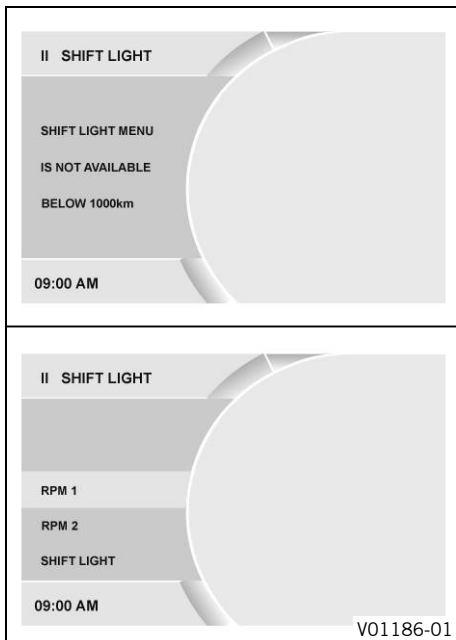 II SHIFT LIGHT
SHIFT LIGHT MENU
IS NOT AVAILABLE
BELOW 1000km
09:00 AM
II SHIFT LIGHT
RPM 1
RPM 2
SHIFT LIGHT
09:00 AM
V01186-01